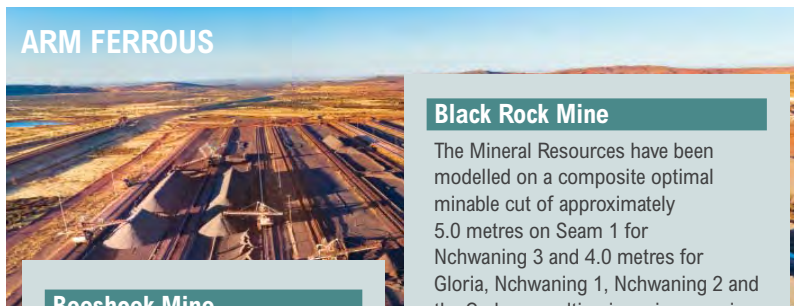 ARM FERROUS
Black Rock Mine
The Mineral Resources have been
modelled on a composite optimal
minable cut of approximately
5.0 metres on Seam 1 for
Nchwaning 3 and 4.0 metres for
Gloria, Nchwaning 1, Nchwaning 2 and
Beeshoek Mine